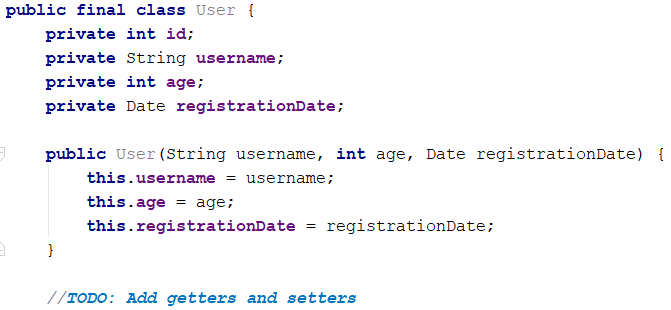 public final class User {
    private int id;
    private String username;
    private int age;
    private Date registrationDate;
    public User(String username, int age, Date registrationDate) {
        this.username = username;
        this.age = age;
        this.registrationDate = registrationDate;
    }
    //TODO: Add getters and setters